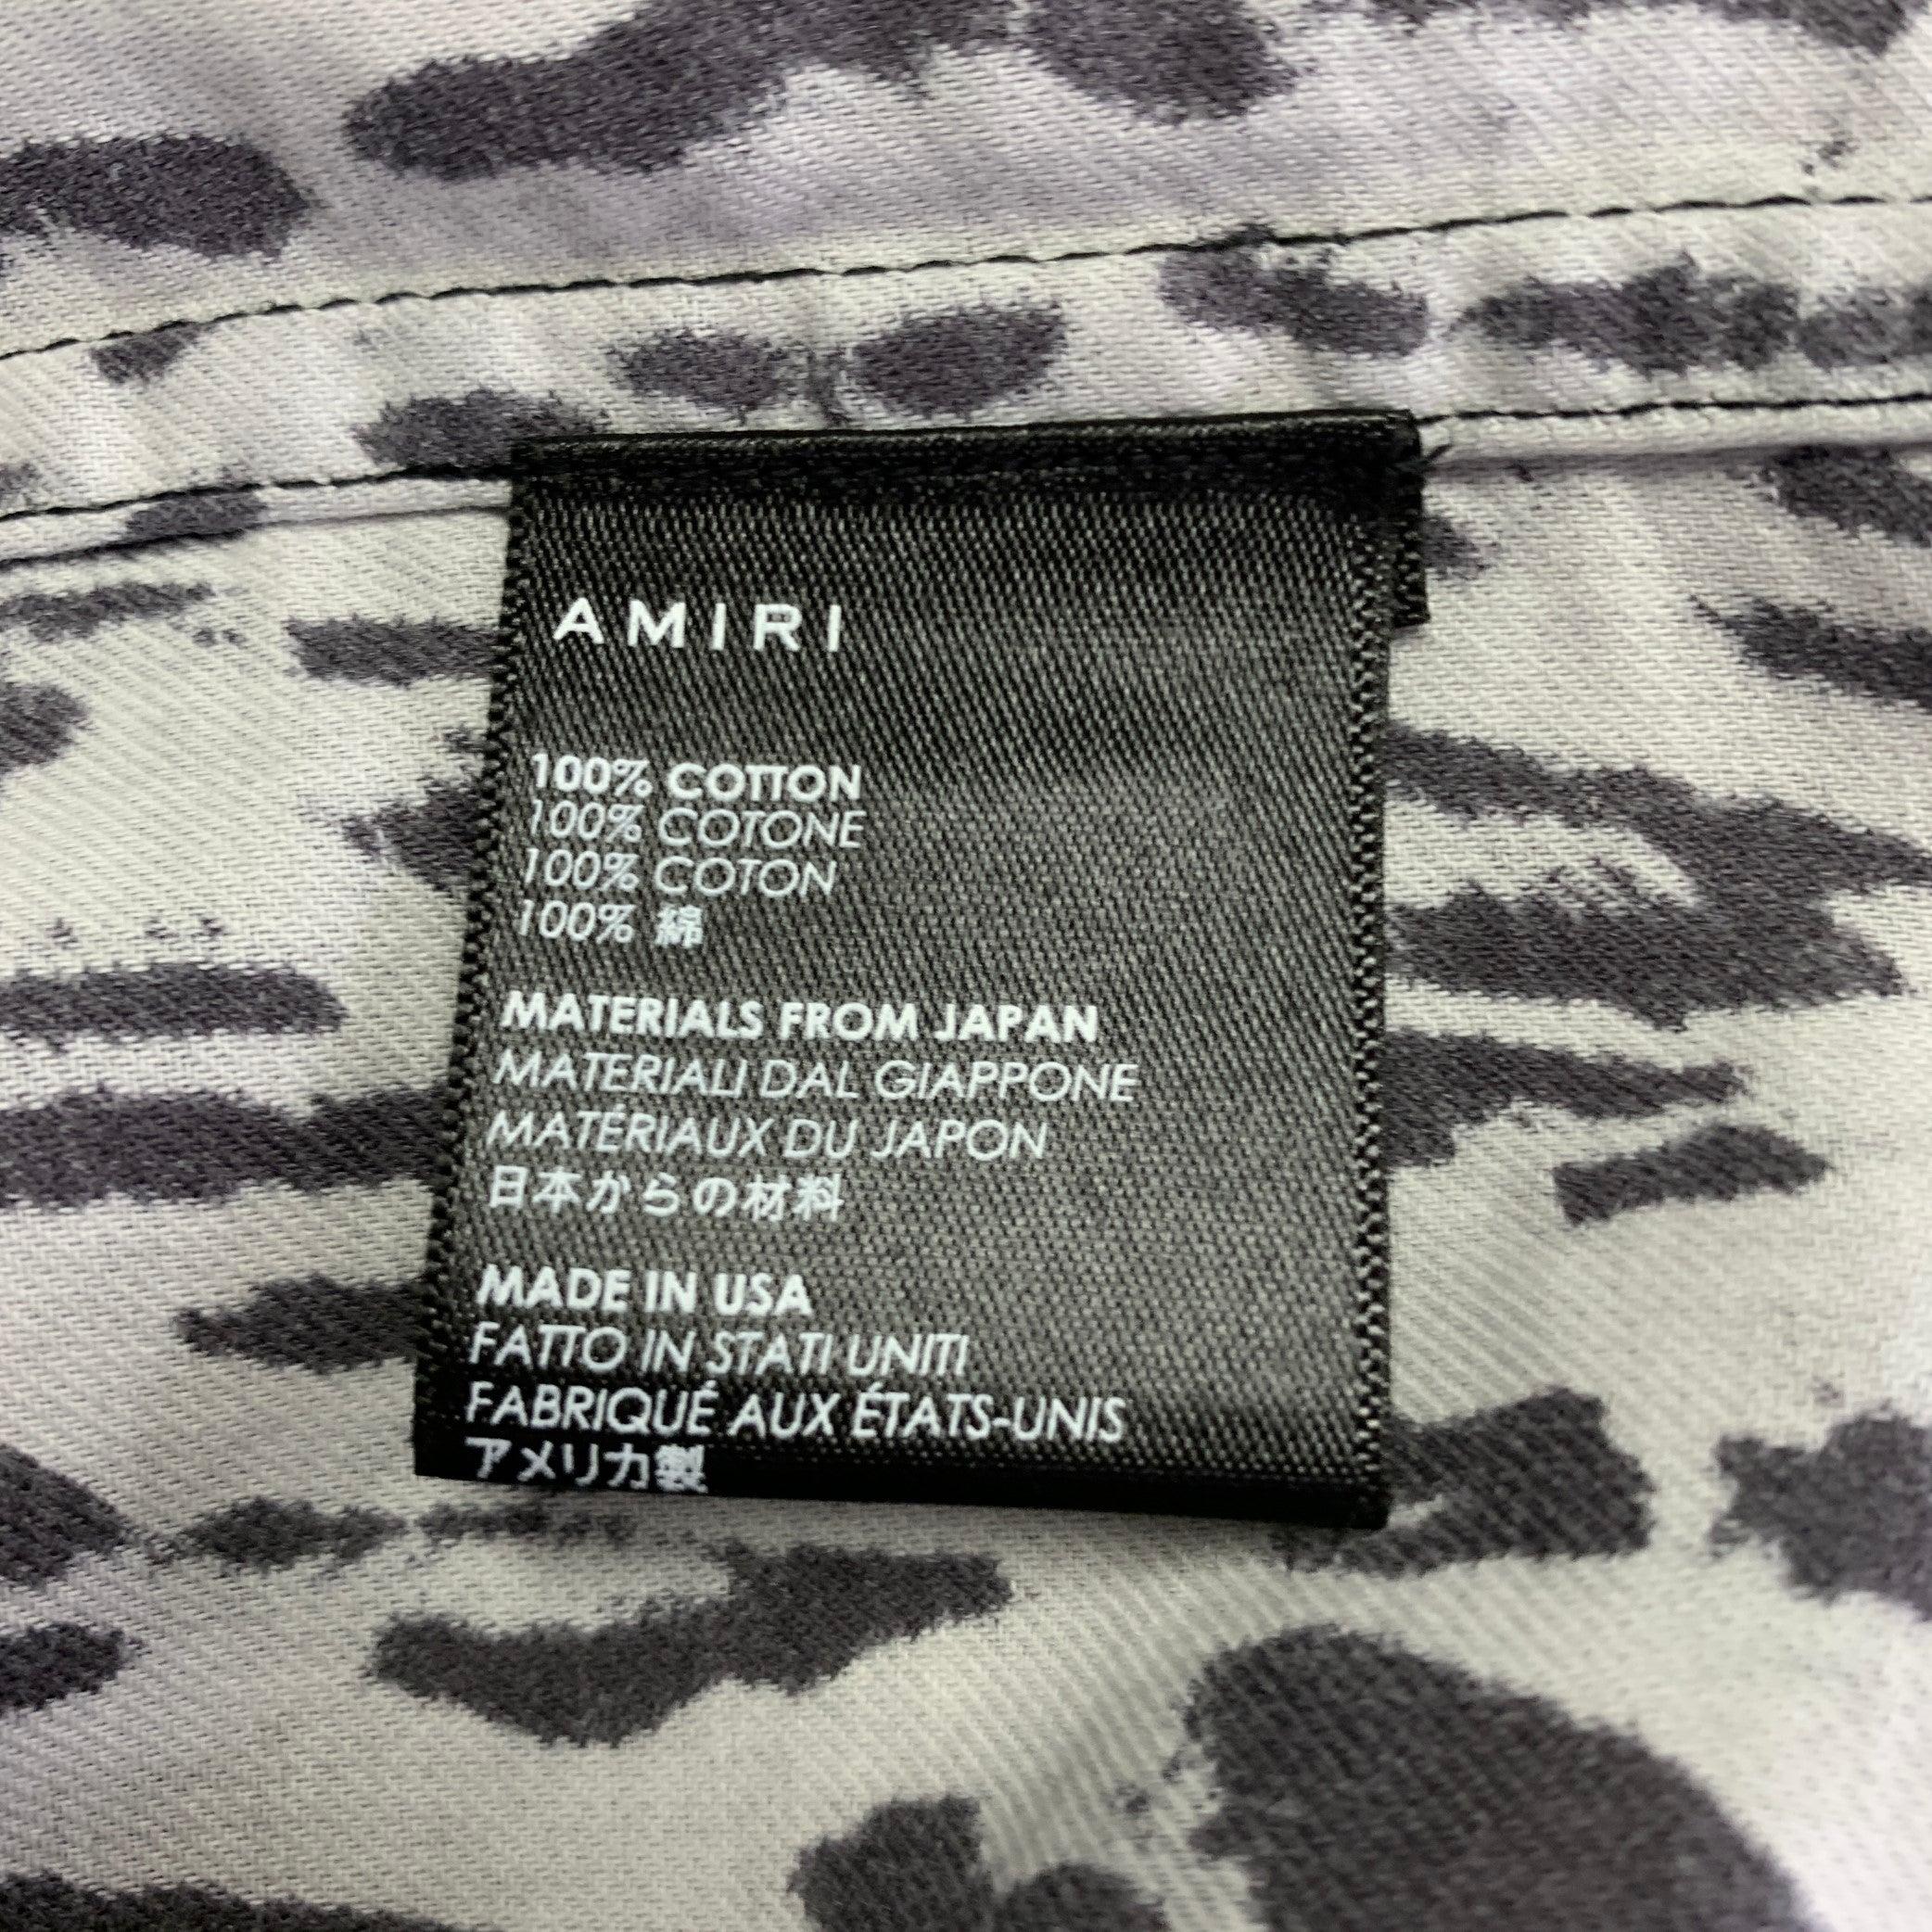 AMIRI
100% COTTON
100% COTONE
100% COTON
100% 綿
MATERIALS FROM JAPAN
MATERIALI DAL GIAPPONE
MATÉRIAUX DU JAPON
日本からの材料
MADE IN USA
FATTO IN STATI UNITI
FABRIQUÉ AUX ÉTATS-UNIS
アメリカ製